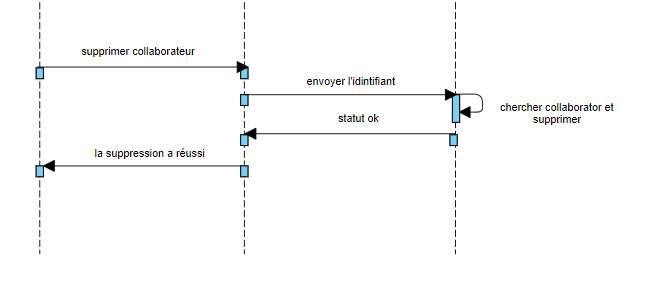 supprimer collaborateur
envoyer l'idintifiant
chercher collaborator et
supprimer
statut ok
la suppression a réussi